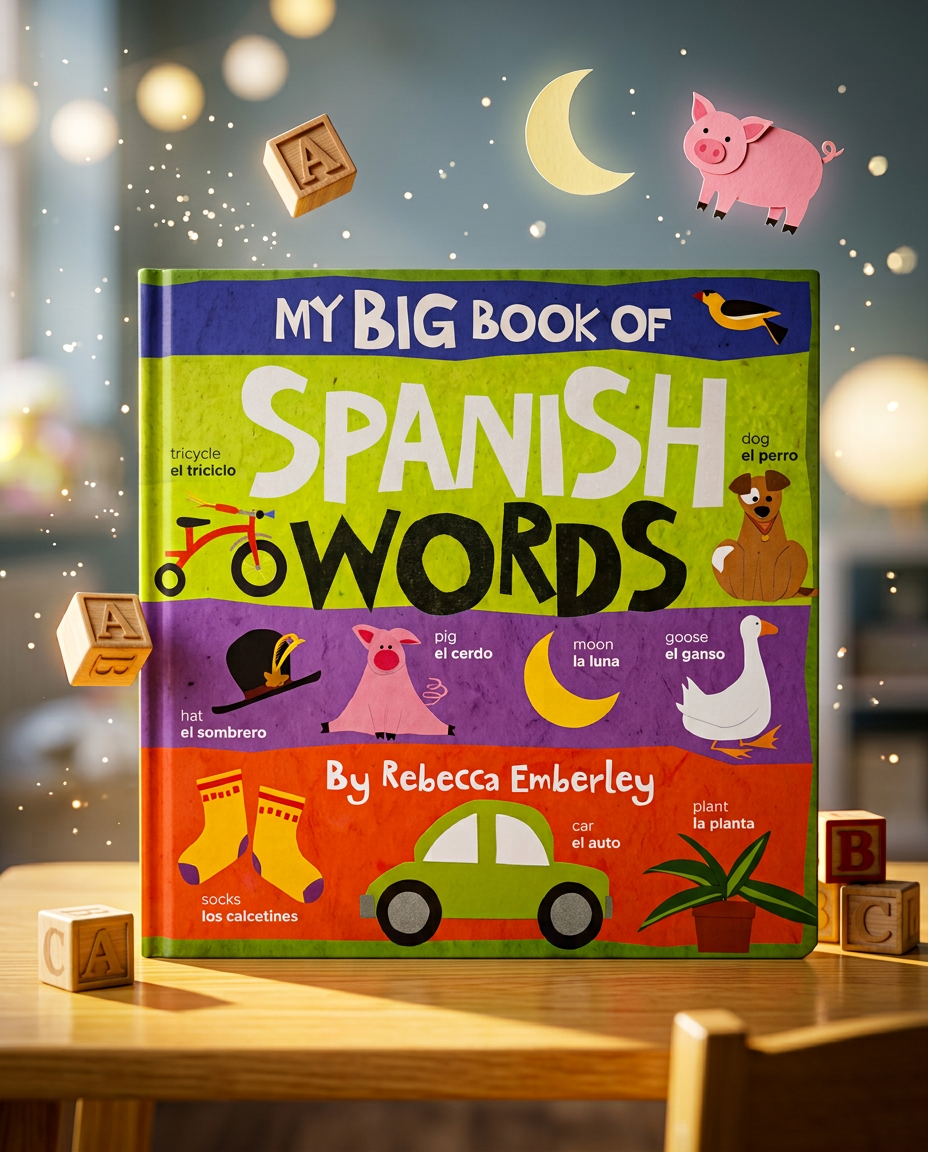 A
MY BIG BOOK OF
SPANISH
WORDS
tricycle
el triciclo
dog
el perro
A
B
hat
el sombrero
pig
el cerdo
moon
la luna
goose
el ganso
By Rebecca Emberley
socks
los calcetines
car
el auto
plant
la planta
B
B
C
C
A